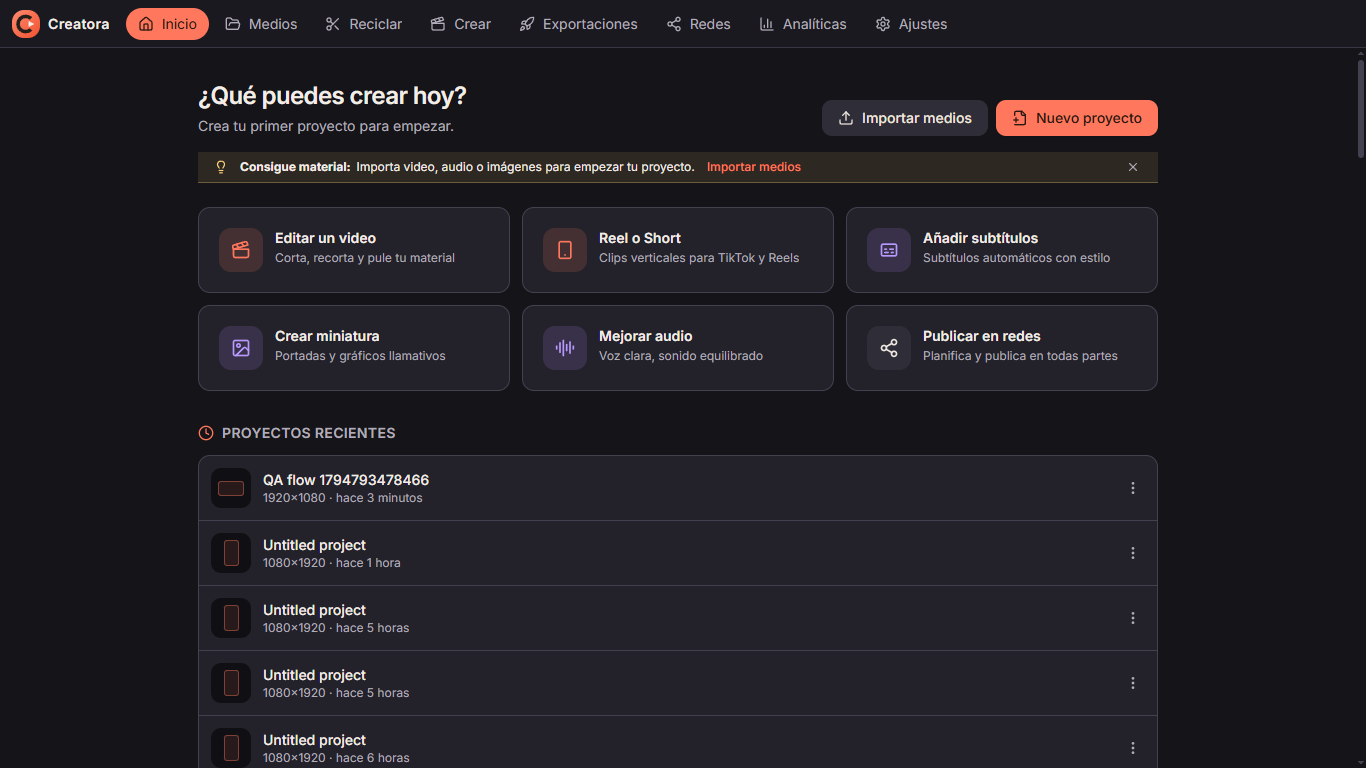 Creatora
Inicio
Medios
Reciclar
Crear
Exportaciones
Redes
Analíticas
Ajustes
¿Qué puedes crear hoy?
Crea tu primer proyecto para empezar.
Importar medios
Nuevo proyecto
Consigue material: Importa video, audio o imágenes para empezar tu proyecto. Importar medios
Editar un video
Corta, recorta y pule tu material
Reel o Short
Clips verticales para TikTok y Reels
Añadir subtítulos
Subtítulos automáticos con estilo
Crear miniatura
Portadas y gráficos llamativos
Mejorar audio
Voz clara, sonido equilibrado
Publicar en redes
Planifica y publica en todas partes
PROYECTOS RECIENTES
QA flow 1794793478466
1920×1080 · hace 3 minutos
Untitled project
1080×1920 · hace 1 hora
Untitled project
1080×1920 · hace 5 horas
Untitled project
1080×1920 · hace 5 horas
Untitled project
1080×1920 · hace 6 horas